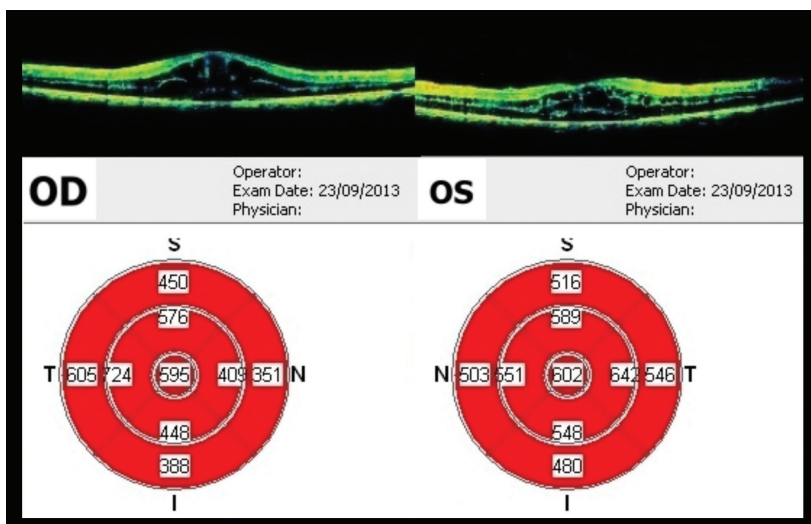 OD
Operator:
Exam Date: 23/09/2013
Physician:
OS
Operator:
Exam Date: 23/09/2013
Physician:
S
450
576
T 605 724 595 409 351 N
448
388
I
S
516
589
N 503 551 602 642 546 T
548
480
I